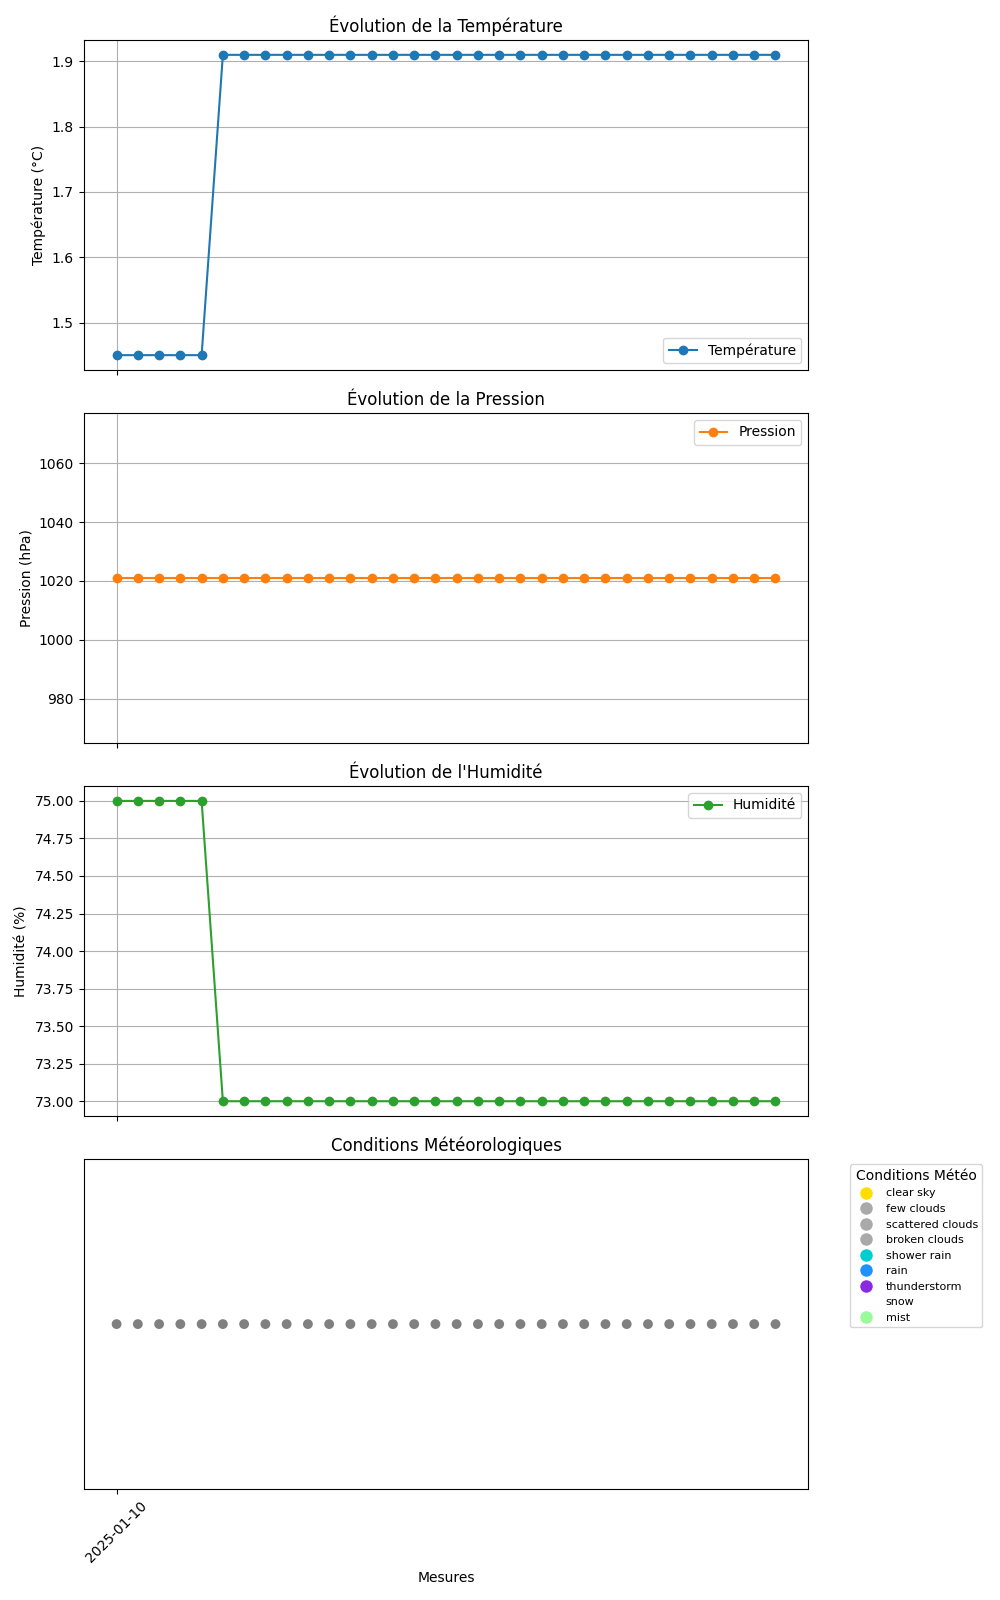 Évolution de la Température
1.9
1.8
1.7
1.6
1.5
Température (°C)
Température
Évolution de la Pression
1060
1040
1020
1000
980
Pression (hPa)
Pression
Évolution de l'Humidité
75.00
74.75
74.50
74.25
74.00
73.75
73.50
73.25
73.00
Humidité (%)
Humidité
Conditions Météorologiques
Conditions Météo
clear sky
few clouds
scattered clouds
broken clouds
shower rain
rain
thunderstorm
snow
mist
2025-01-10
Mesures